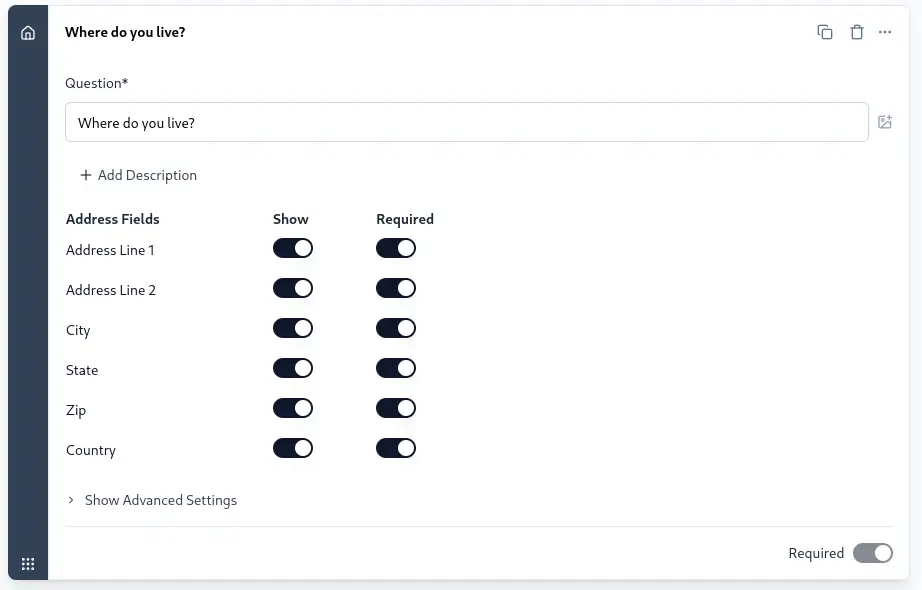 Where do you live?
Question*
Where do you live?
Add Description
Address Fields Show Required
Address Line 1
Address Line 2
City
State
Zip
Country
Show Advanced Settings
Required